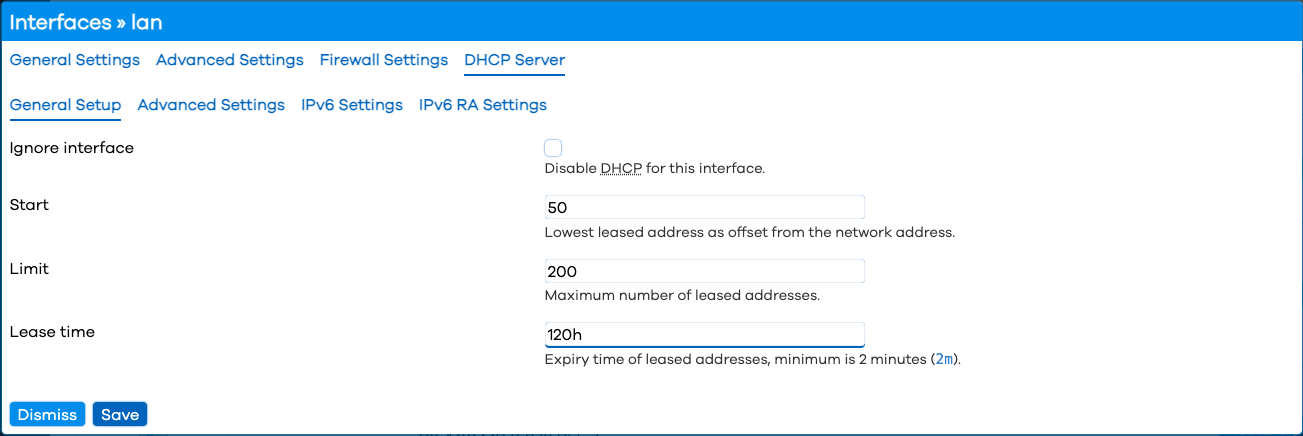 Interfaces » lan
General Settings Advanced Settings Firewall Settings DHCP Server
General Setup Advanced Settings IPv6 Settings IPv6 RA Settings
Ignore interface
Disable DHCP for this interface.
Start
50
Lowest leased address as offset from the network address.
Limit
200
Maximum number of leased addresses.
Lease time
120h
Expiry time of leased addresses, minimum is 2 minutes (2m).
Dismiss Save